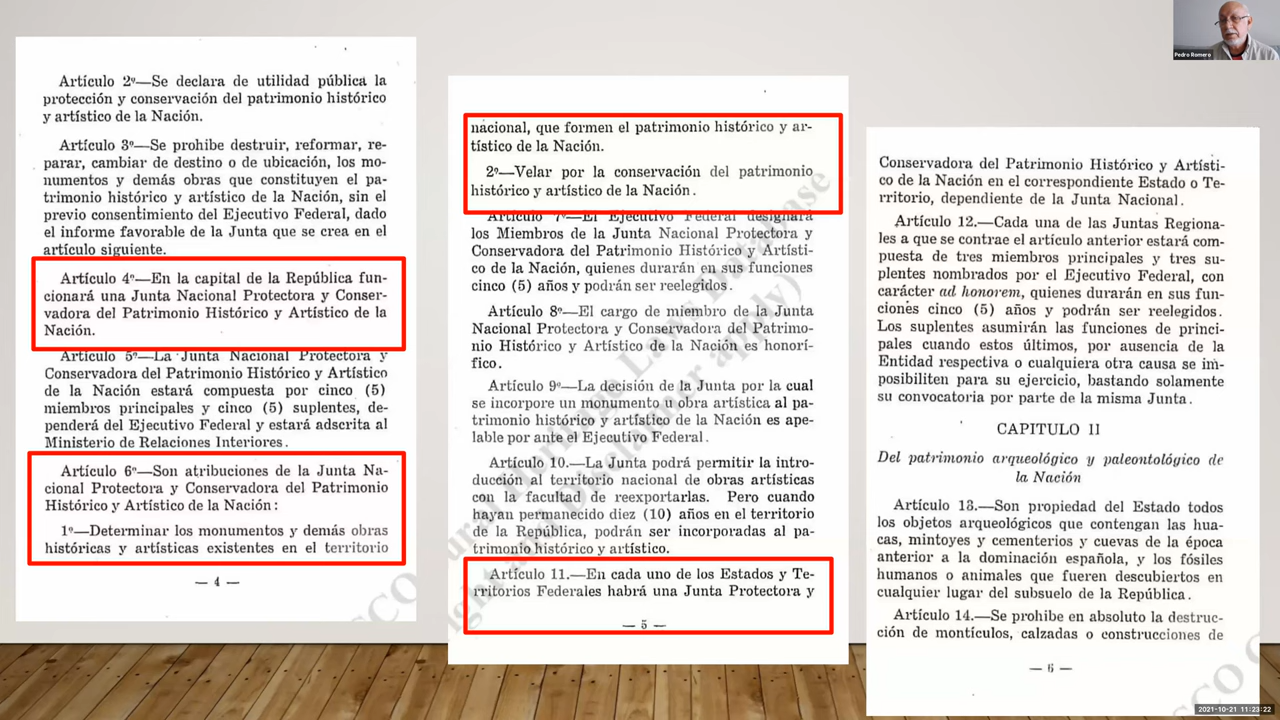 Artículo 2º—Se declara de utilidad pública la
protección y conservación del patrimonio histórico
y artístico de la Nación.
Artículo 3º—Se prohibe destruir, reformar, re-
parar, cambiar de destino o de ubicación, los mo-
numentos y demás obras que constituyen el pa-
trimonio histórico y artístico de la Nación, sin el
previo consentimiento del Ejecutivo Federal, dado
el informe favorable de la Junta que se crea en el
artículo siguiente.
Artículo 4º—En la capital de la República fun-
cionará una Junta Nacional Protectora y Conser-
vadora del Patrimonio Histórico y Artístico de la
Nación.
Artículo 5º—La Junta Nacional Protectora y
Conservadora del Patrimonio Histórico y Artístico
de la Nación estará compuesta por cinco (5)
miembros principales y cinco (5) suplentes, de-
penderá del Ejecutivo Federal y estará adscrita al
Ministerio de Relaciones Interiores.
Artículo 6º—Son atribuciones de la Junta Na-
cional Protectora y Conservadora del Patrimonio
Histórico y Artístico de la Nación:
1º—Determinar los monumentos y demás obras
históricas y artísticas existentes en el territorio
— 4 —
nacional, que formen el patrimonio histórico y ar-
tístico de la Nación.
2º—Velar por la conservación del patrimonio
histórico y artístico de la Nación.
Artículo 7º—El Ejecutivo Federal designará
los Miembros de la Junta Nacional Protectora y
Conservadora del Patrimonio Histórico y Artísti-
co de la Nación, quienes durarán en sus funciones
cinco (5) años y podrán ser reelegidos.
Artículo 8º—El cargo de miembro de la Junta
Nacional Protectora y Conservadora del Patrimo-
nio Histórico y Artístico de la Nación es honorí-
fico.
Artículo 9º—La decisión de la Junta por la cual
se incorpore un monumento u obra artística al pa-
trimonio histórico y artístico de la Nación es ape-
lable por ante el Ejecutivo Federal.
Artículo 10.—La Junta podrá permitir la intro-
ducción al territorio nacional de obras artísticas
con la facultad de reexportarlas. Pero cuando
hayan permanecido diez (10) años en el territorio
de la República, podrán ser incorporadas al pa-
trimonio histórico y artístico.
Artículo 11.—En cada uno de los Estados y Te-
rritorios Federales habrá una Junta Protectora y
— 5 —
Conservadora del Patrimonio Histórico y Artísti-
co de la Nación en el correspondiente Estado o Te-
rritorio, dependiente de la Junta Nacional.
Artículo 12.—Cada una de las Juntas Regiona-
les a que se contrae el artículo anterior estará com-
puesta de tres miembros principales y tres su-
plentes nombrados por el Ejecutivo Federal, con
carácter ad honorem, quienes durarán en sus fun-
ciones cinco (5) años y podrán ser reelegidos.
Los suplentes asumirán las funciones de princi-
pales cuando estos últimos, por ausencia de la
Entidad respectiva o cualquiera otra causa se im-
posibiliten para su ejercicio, bastando solamente
su convocatoria por parte de la misma Junta.
CAPITULO II
Del patrimonio arqueológico y paleontológico de
la Nación
Artículo 13.—Son propiedad del Estado todos
los objetos arqueológicos que contengan las hua-
cas, mintoyes y cementerios y cuevas de la época
anterior a la dominación española, y los fósiles
humanos o animales que fueren descubiertos en
cualquier lugar del subsuelo de la República.
Artículo 14.—Se prohibe en absoluto la destruc-
ción de montículos, calzadas o construcciones de
— 6 —
Pedro Romero
2021-10-21 11:23:22